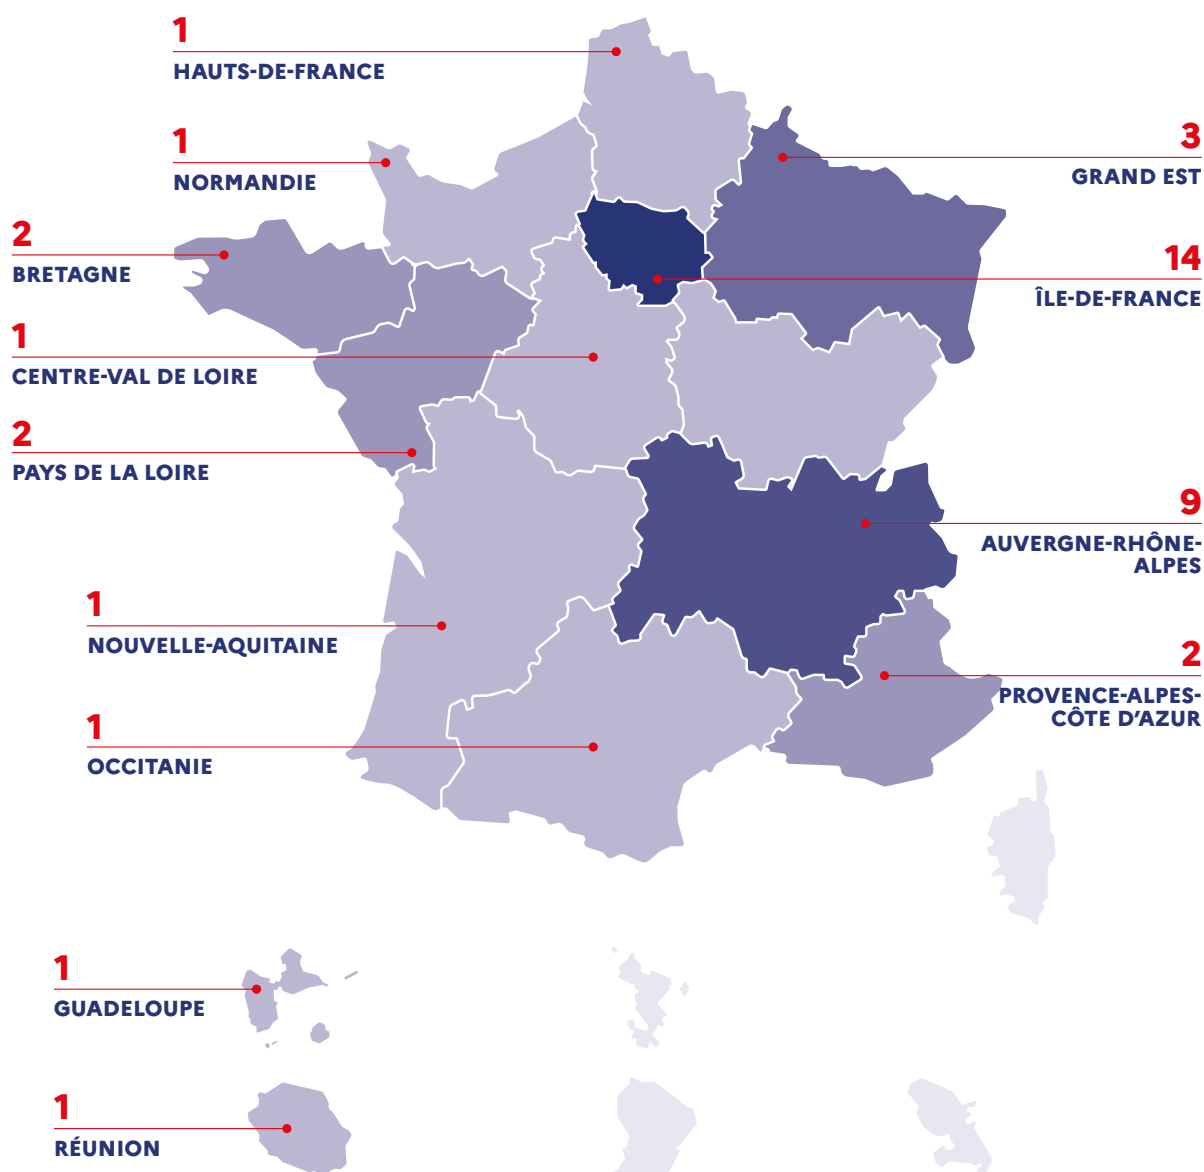 1
HAUTS-DE-FRANCE
1
NORMANDIE
3
GRAND EST
2
BRETAGNE
14
ÎLE-DE-FRANCE
1
CENTRE-VAL DE LOIRE
2
PAYS DE LA LOIRE
9
AUVERGNE-RHÔNE-
ALPES
1
NOUVELLE-AQUITAINE
2
PROVENCE-ALPES-
CÔTE D’AZUR
1
OCCITANIE
1
GUADELOUPE
1
RÉUNION